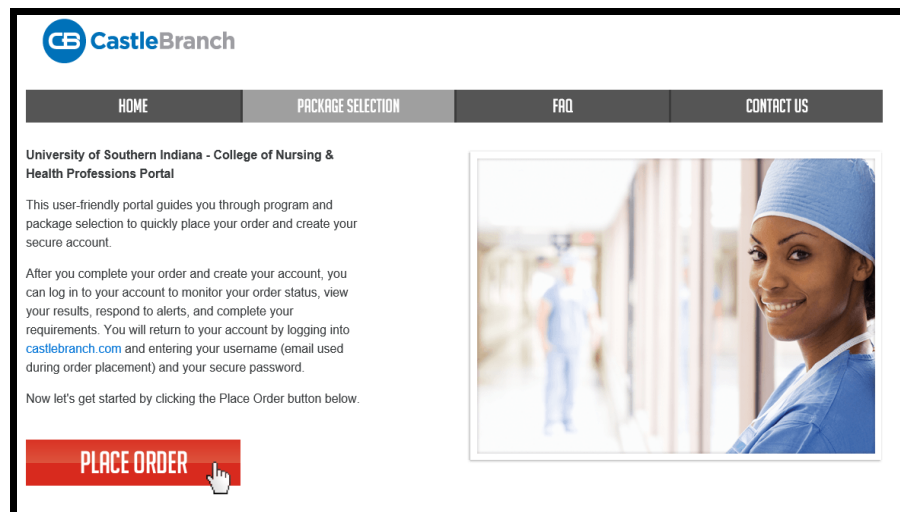 CB CastleBranch
HOME PACKAGE SELECTION FAQ CONTACT US
University of Southern Indiana - College of Nursing &
Health Professions Portal
This user-friendly portal guides you through program and
package selection to quickly place your order and create your
secure account.
After you complete your order and create your account, you
can log in to your account to monitor your order status, view
your results, respond to alerts, and complete your
requirements. You will return to your account by logging into
castlebranch.com and entering your username (email used
during order placement) and your secure password.
Now let's get started by clicking the Place Order button below.
PLACE ORDER